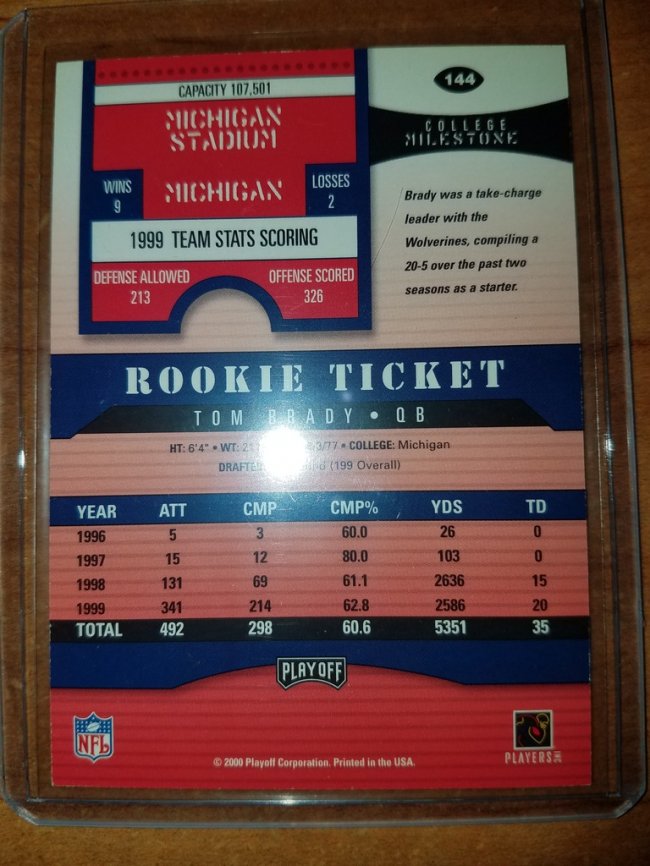 CAPACITY 107,501
MICHIGAN
STADIUM
WINS
9
MICHIGAN
LOSSES
2
1999 TEAM STATS SCORING
DEFENSE ALLOWED
213
OFFENSE SCORED
326
144
COLLEGE
MILESTONE
Brady was a take-charge
leader with the
Wolverines, compiling a
20-5 over the past two
seasons as a starter.
ROOKIE TICKET
TOM BRADY • QB
HT: 6'4" • WT: /77 • COLLEGE: Michigan
(199 Overall)
YEAR ATT CMP CMP% YDS TD
1996 5 3 60.0 26 0
1997 15 12 80.0 103 0
1998 131 69 61.1 2636 15
1999 341 214 62.8 2586 20
TOTAL 492 298 60.6 5351 35
PLAYOFF
NFL
© 2000 Playoff Corporation. Printed in the USA.
PLAYERS INC